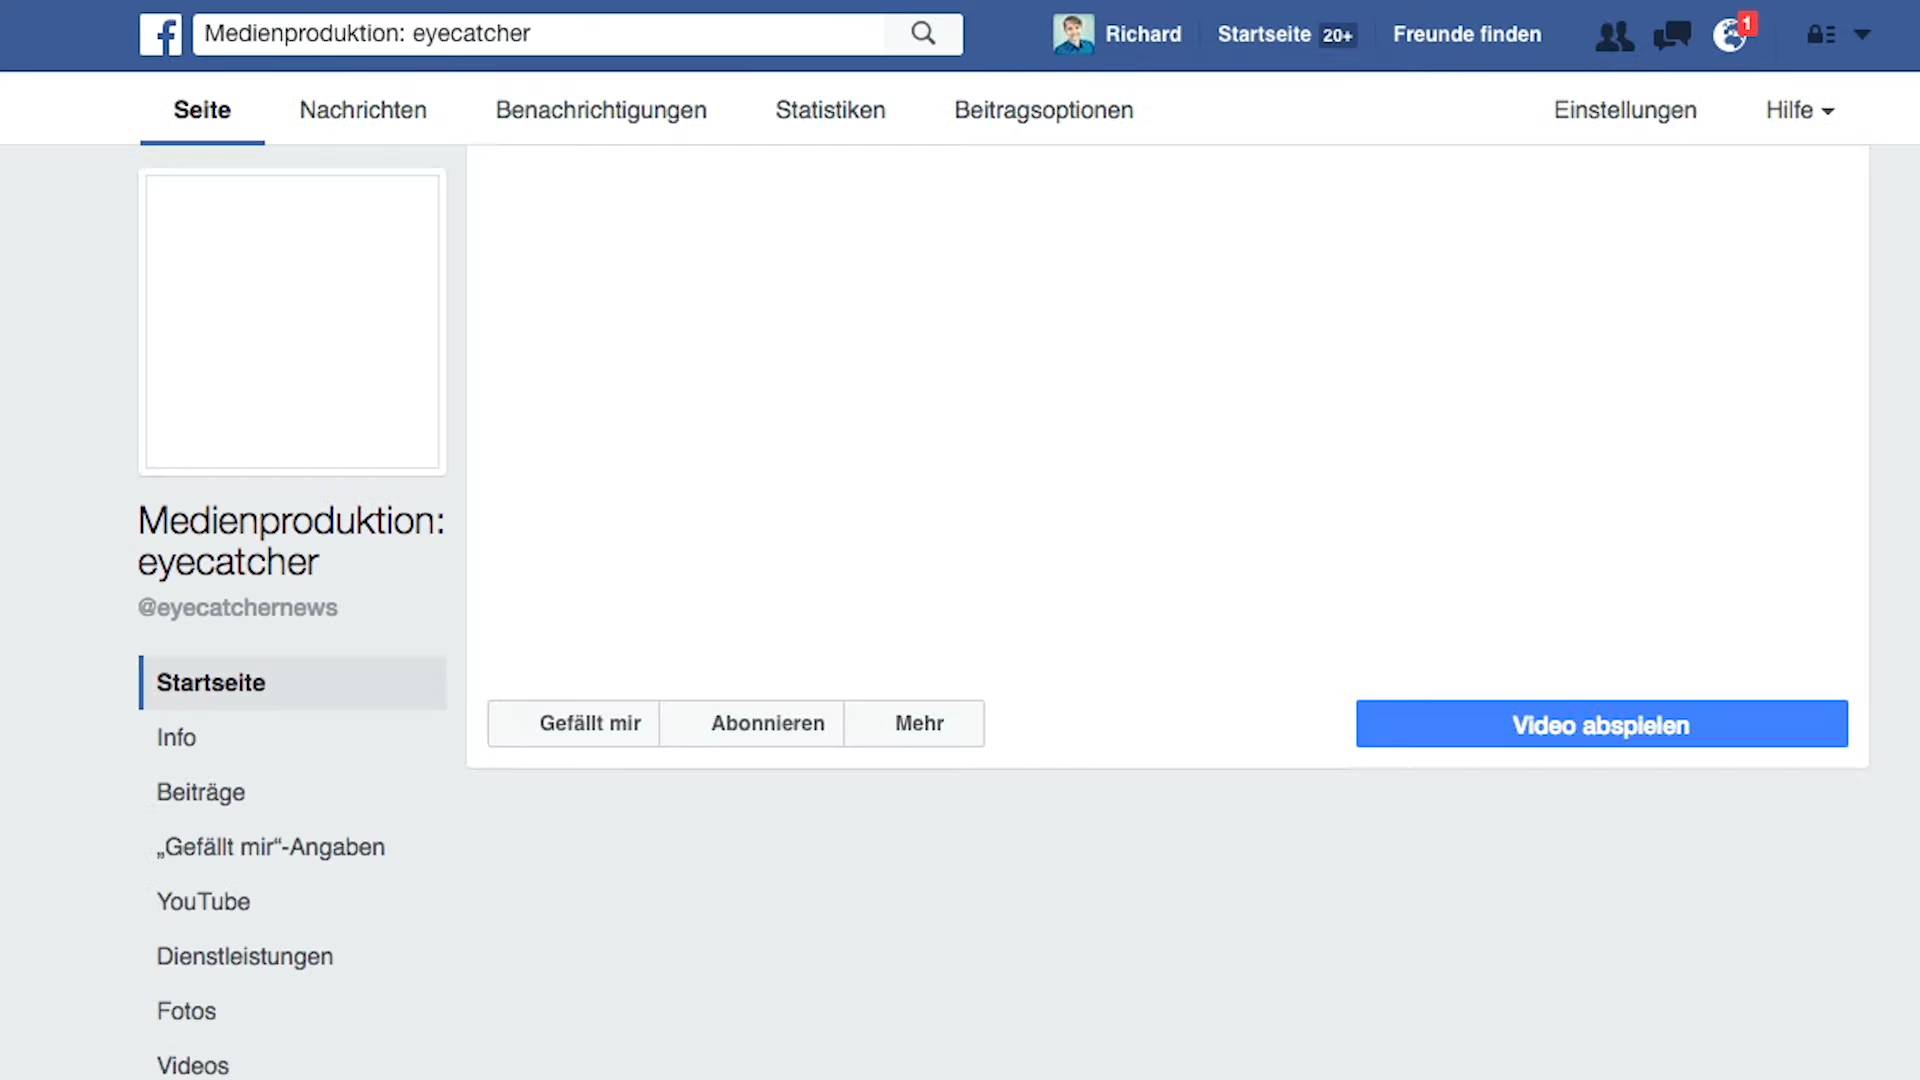 Medienproduktion: eyecatcher
Richard
Startseite 20+
Freunde finden
1
Seite
Nachrichten
Benachrichtigungen
Statistiken
Beitragsoptionen
Einstellungen
Hilfe
Medienproduktion:
eyecatcher
@eyecatchernews
Startseite
Info
Beiträge
„Gefällt mir“-Angaben
YouTube
Dienstleistungen
Fotos
Videos
Gefällt mir
Abonnieren
Mehr
Video abspielen